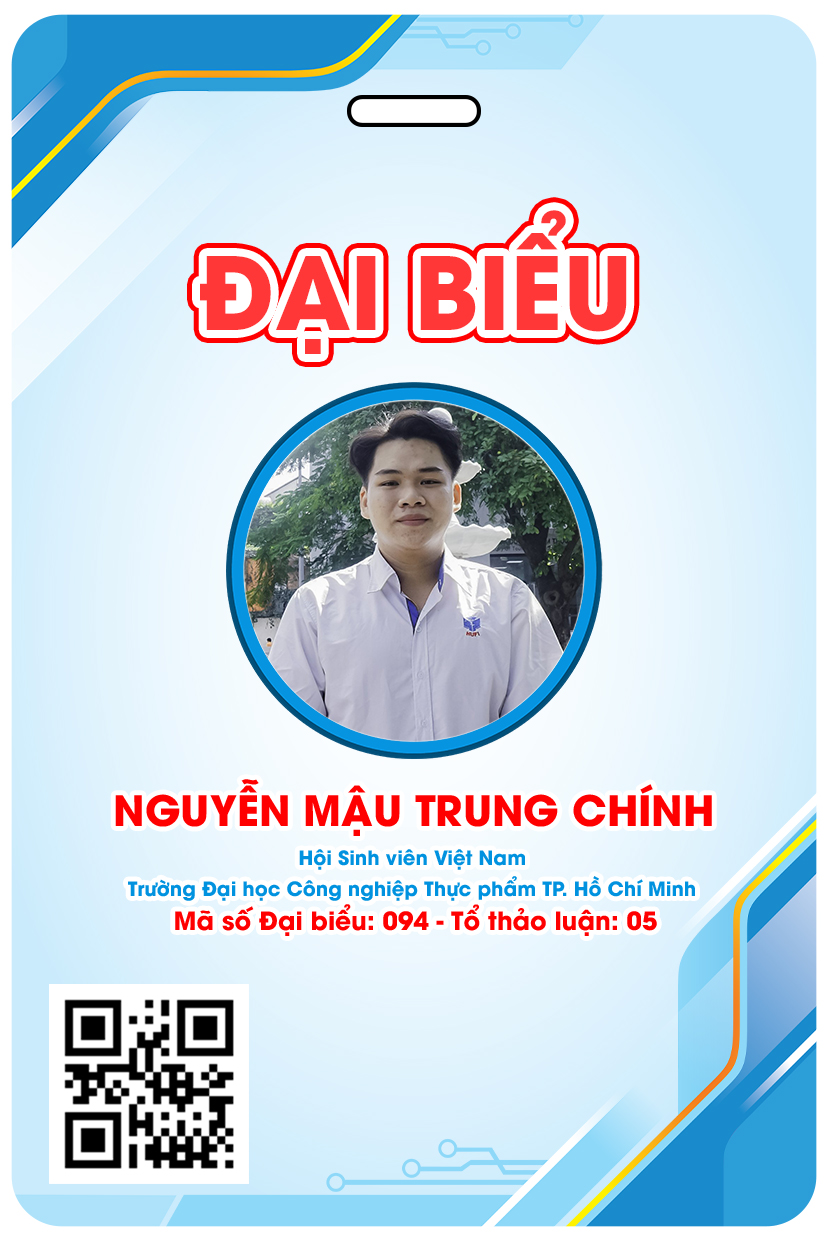 ĐẠI BIỂU
HUFI
NGUYỄN MẬU TRUNG CHÍNH
Hội Sinh viên Việt Nam
Trường Đại học Công nghiệp Thực phẩm TP. Hồ Chí Minh
Mã số Đại biểu: 094 - Tổ thảo luận: 05